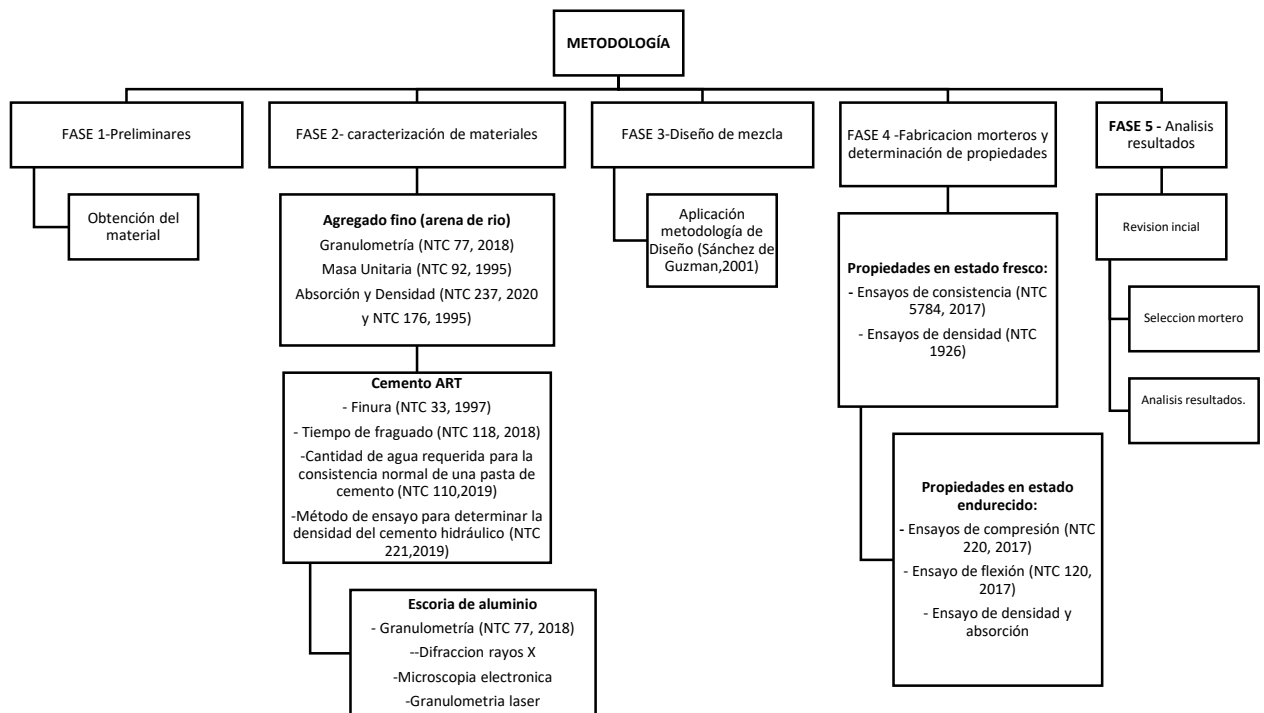 METODOLOGÍA
FASE 1-Preliminares
Obtención del
material
FASE 2- caracterización de materiales
Agregado fino (arena de rio)
Granulometría (NTC 77, 2018)
Masa Unitaria (NTC 92, 1995)
Absorción y Densidad (NTC 237, 2020
y NTC 176, 1995)
Cemento ART
- Finura (NTC 33, 1997)
- Tiempo de fraguado (NTC 118, 2018)
-Cantidad de agua requerida para la
consistencia normal de una pasta de
cemento (NTC 110,2019)
-Método de ensayo para determinar la
densidad del cemento hidráulico (NTC
221,2019)
Escoria de aluminio
- Granulometría (NTC 77, 2018)
--Difraccion rayos X
-Microscopia electronica
-Granulometria laser
FASE 3-Diseño de mezcla
Aplicación
metodología de
Diseño (Sánchez de
Guzman,2001)
FASE 4 -Fabricacion morteros y
determinación de propiedades
Propiedades en estado fresco:
- Ensayos de consistencia (NTC
5784, 2017)
- Ensayos de densidad (NTC
1926)
Propiedades en estado
endurecido:
- Ensayos de compresión (NTC
220, 2017)
- Ensayo de flexión (NTC 120,
2017)
- Ensayo de densidad y
absorción
FASE 5 - Analisis
resultados
Revision incial
Seleccion mortero
Analisis resultados.